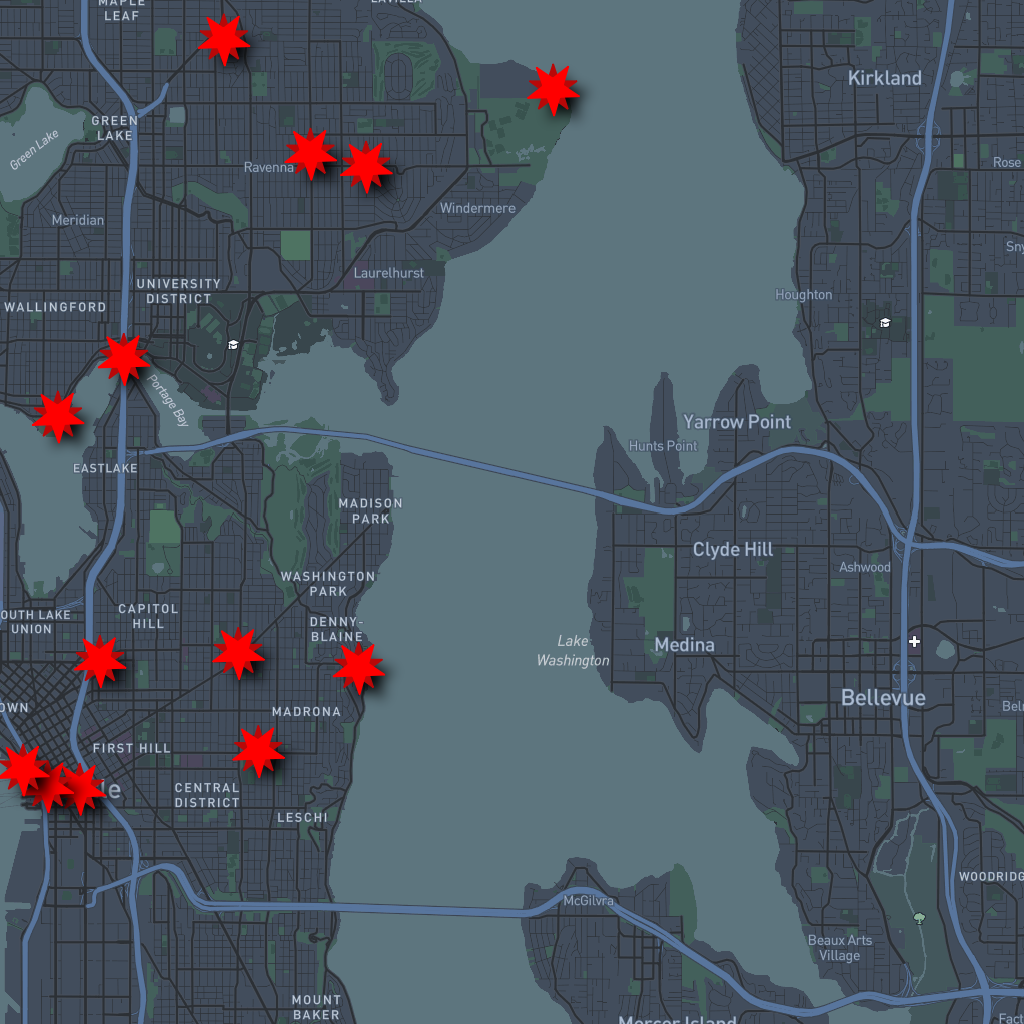 MAPLE
LEAF
Kirkland
GREEN
LAKE
Green Lake
Ravenna
Rose
Windermere
Meridian
Laurelhurst
UNIVERSITY
DISTRICT
WALLINGFORD
Houghton
Portage Bay
Yarrow Point
Hunts Point
EASTLAKE
MADISON
PARK
Clyde Hill
Ashwood
WASHINGTON
PARK
CAPITOL
HILL
DENNY-
BLAINE
OUTH LAKE
UNION
Lake
Washington
Medina
Bellevue
MADRONA
OWN
FIRST HILL
le
CENTRAL
DISTRICT
LESCHI
WOODRIDG
McGilvra
Beaux Arts
Village
MOUNT
BAKER
Mercer Island
Fact